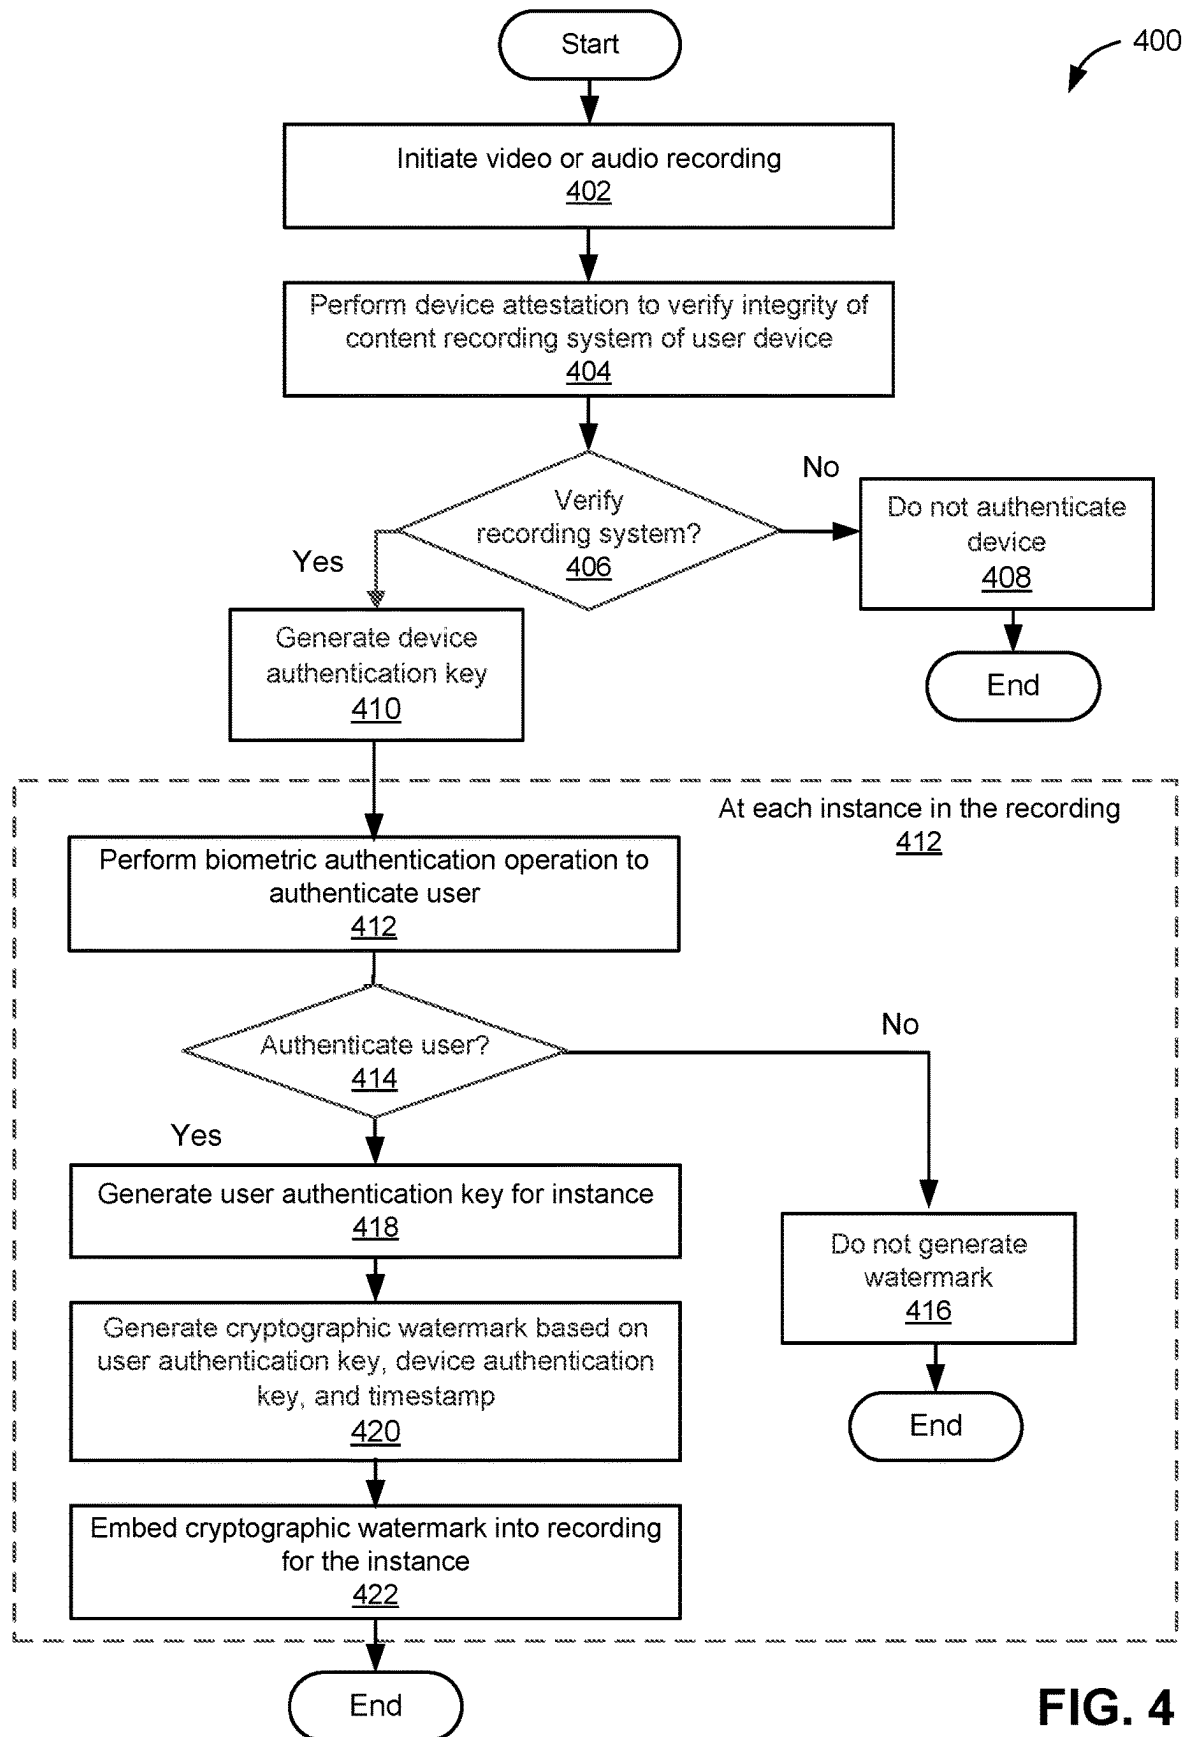 Start
400
Initiate video or audio recording
402
Perform device attestation to verify integrity of
content recording system of user device
404
Verify
recording system?
406
No
Do not authenticate
device
408
End
Yes
Generate device
authentication key
410
At each instance in the recording
412
Perform biometric authentication operation to
authenticate user
412
Authenticate user?
414
No
Yes
Generate user authentication key for instance
418
Do not generate
watermark
416
End
Generate cryptographic watermark based on
user authentication key, device authentication
key, and timestamp
420
Embed cryptographic watermark into recording
for the instance
422
End
FIG. 4